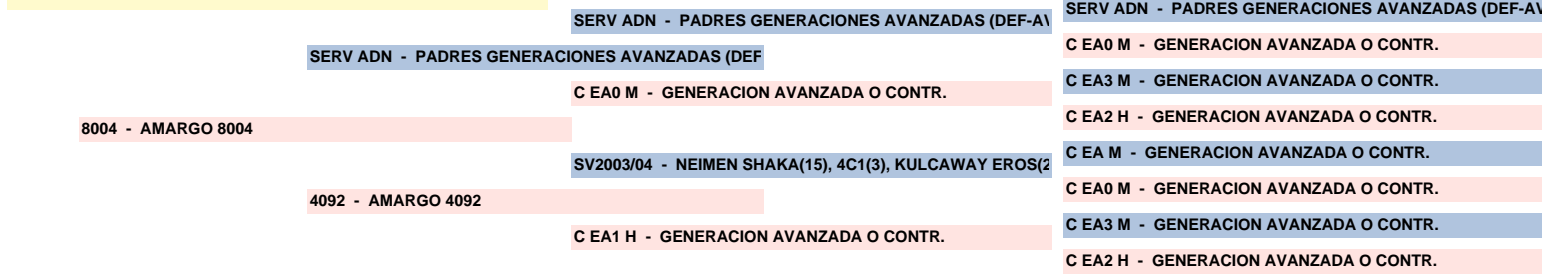 SERV ADN - PADRES GENERACIONES AVANZADAS (DEF-AV
SERV ADN - PADRES GENERACIONES AVANZADAS (DEF-AV
C EA0 M - GENERACION AVANZADA O CONTR.
SERV ADN - PADRES GENERACIONES AVANZADAS (DEF
C EA3 M - GENERACION AVANZADA O CONTR.
C EA0 M - GENERACION AVANZADA O CONTR.
C EA2 H - GENERACION AVANZADA O CONTR.
8004 - AMARGO 8004
C EA M - GENERACION AVANZADA O CONTR.
SV2003/04 - NEIMEN SHAKA(15), 4C1(3), KULCAWAY EROS(2
C EA0 M - GENERACION AVANZADA O CONTR.
4092 - AMARGO 4092
C EA3 M - GENERACION AVANZADA O CONTR.
C EA1 H - GENERACION AVANZADA O CONTR.
C EA2 H - GENERACION AVANZADA O CONTR.